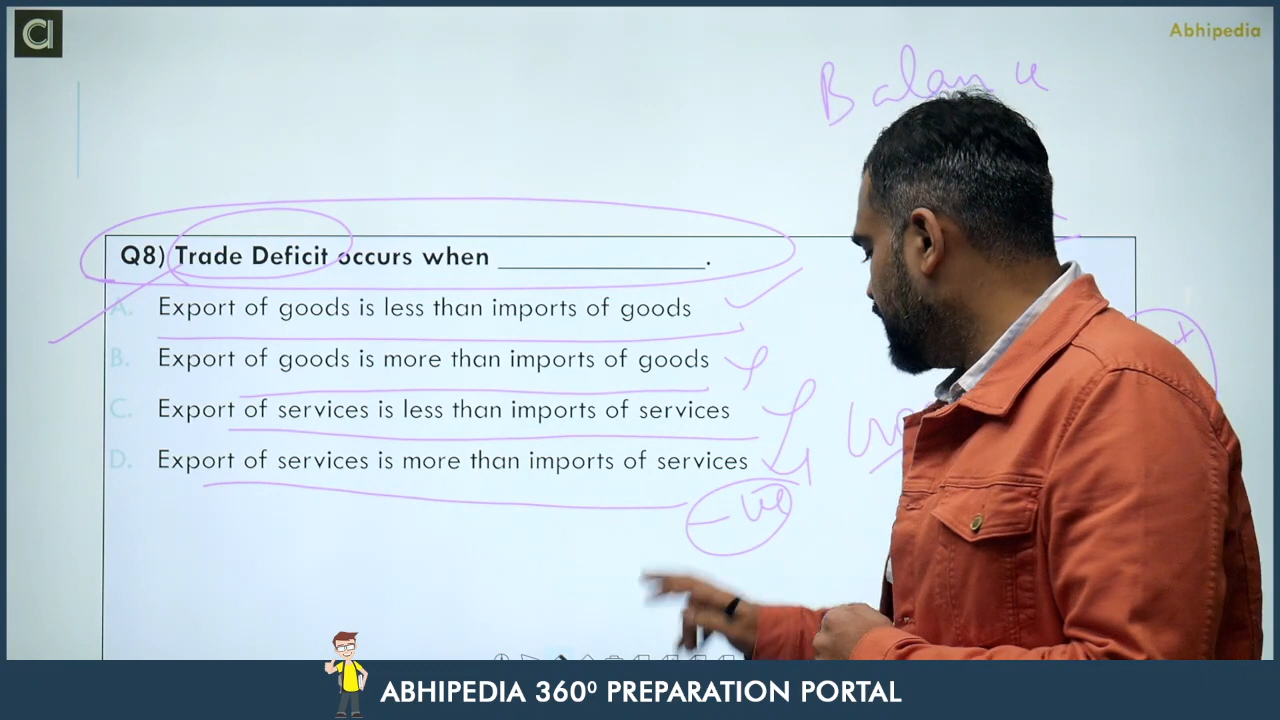 Abhipedia
Balance
Q8) Trade Deficit occurs when ____________________.
A. Export of goods is less than imports of goods
B. Export of goods is more than imports of goods
C. Export of services is less than imports of services
D. Export of services is more than imports of services
-ve
ABHIPEDIA 360⁰ PREPARATION PORTAL